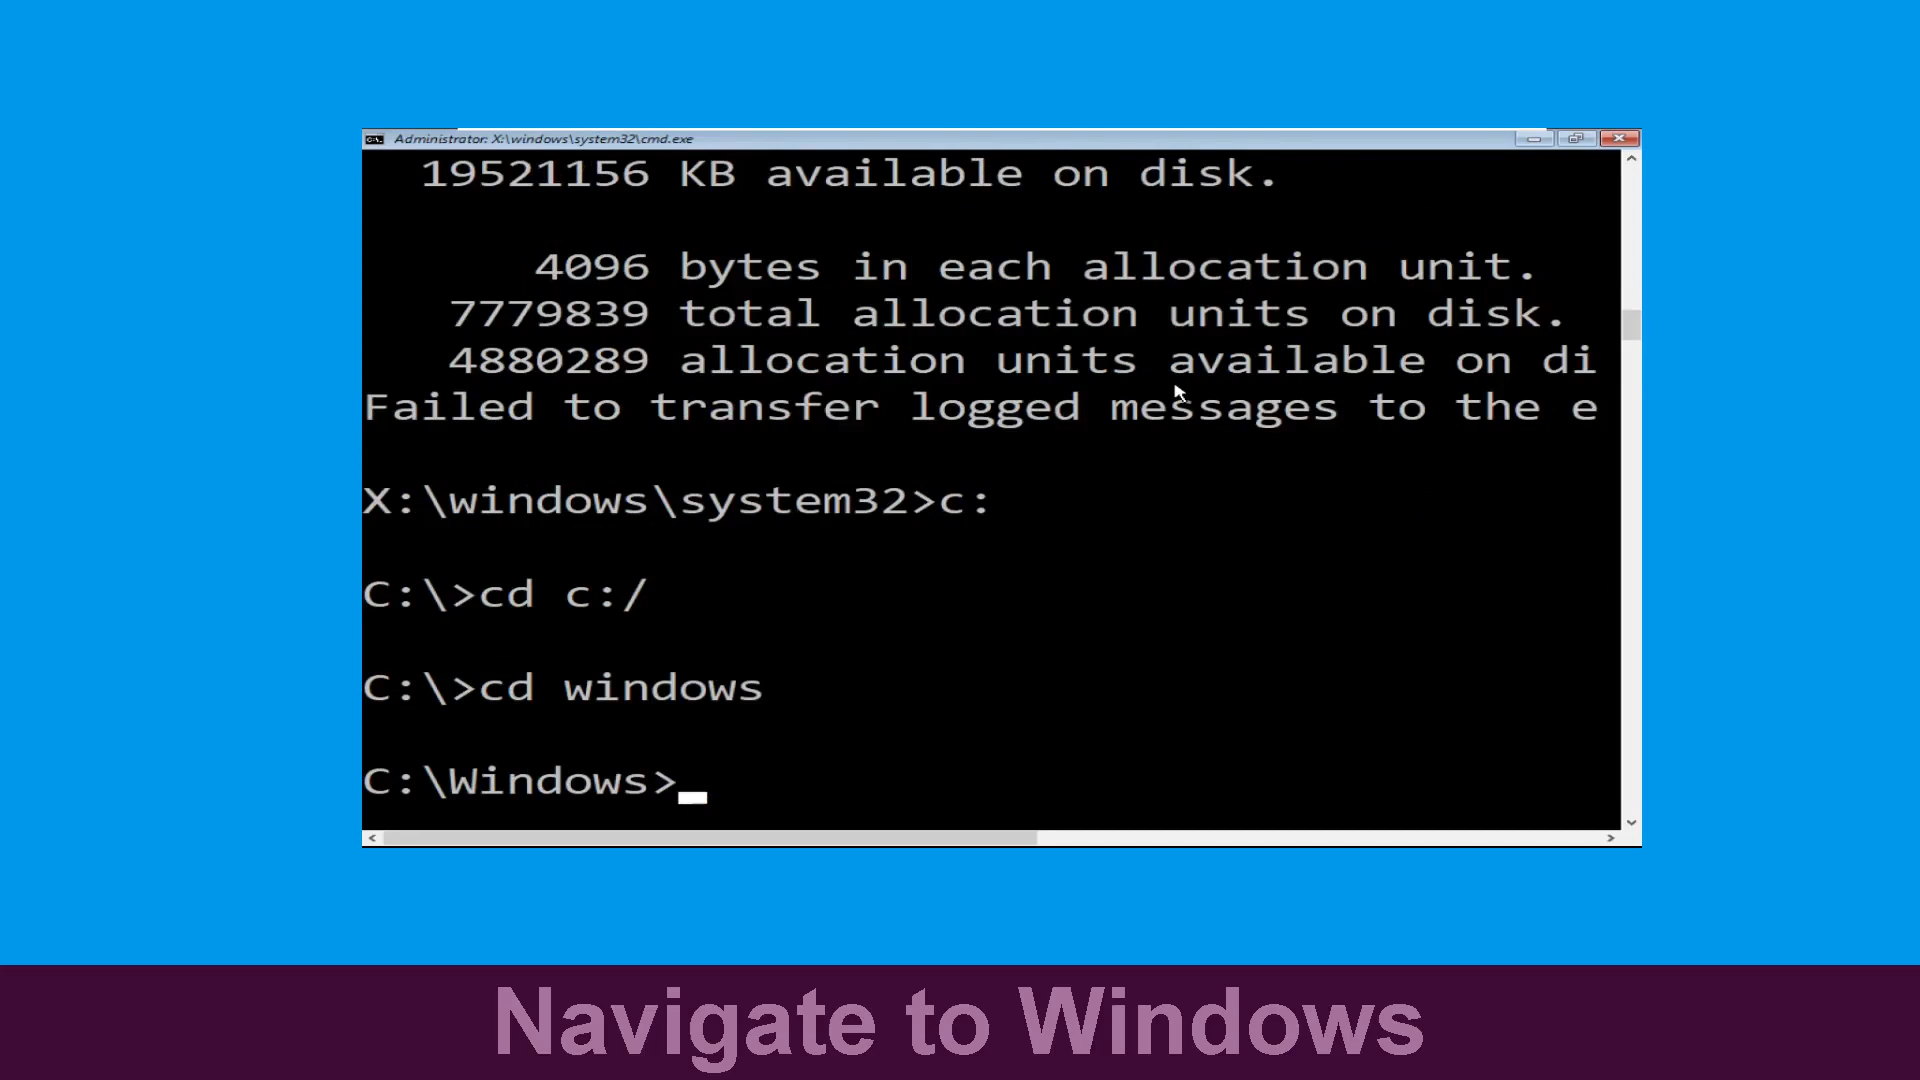 Administrator: X:\windows\system32\cmd.exe
19521156 KB available on disk.
4096 bytes in each allocation unit.
7779839 total allocation units on disk.
4880289 allocation units available on di
Failed to transfer logged messages to the e
X:\windows\system32>c:
C:\>cd c:/
C:\>cd windows
C:\Windows>
Navigate to Windows